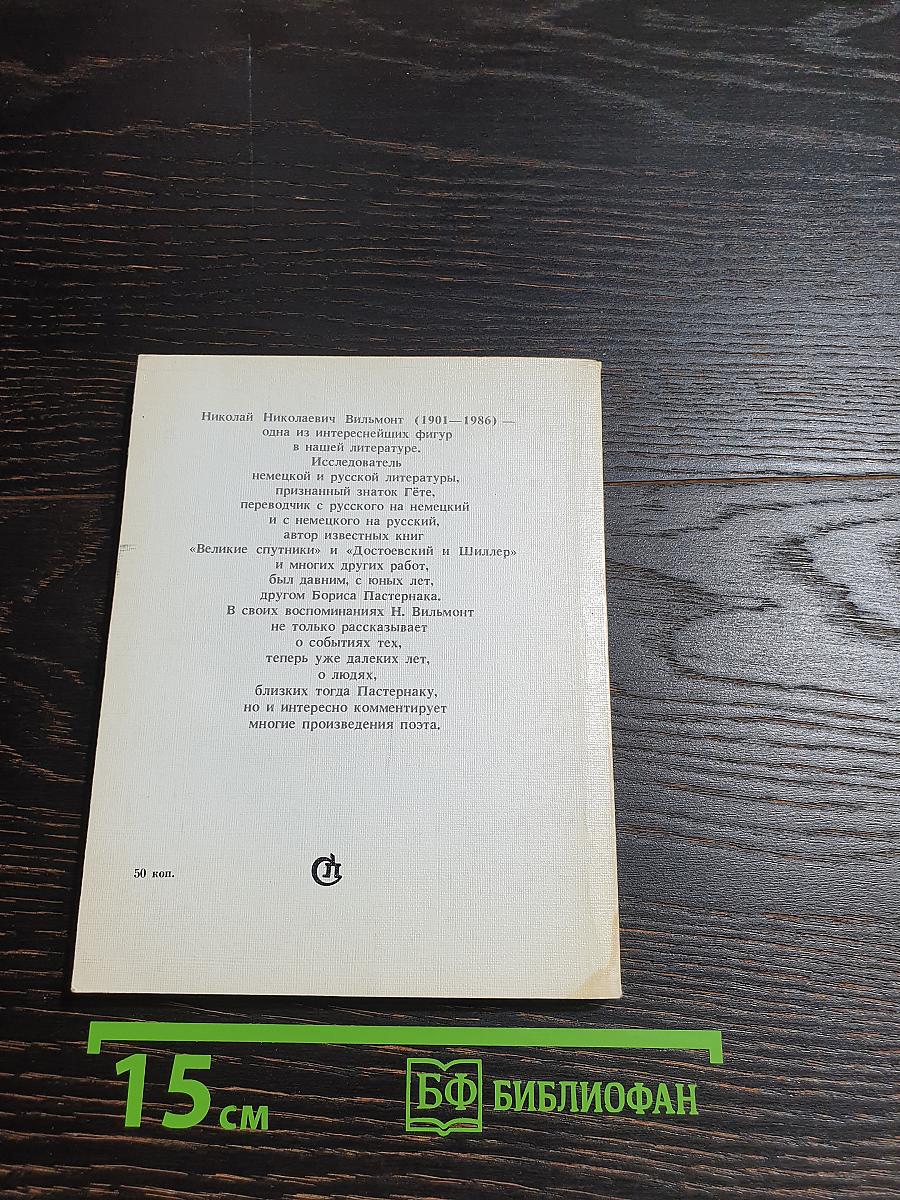 Николай Николаевич Вильмонт (1901—1986) —
одна из интереснейших фигур
в нашей литературе.
Исследователь
немецкой и русской литературы,
признанный знаток Гёте,
переводчик с русского на немецкий
и с немецкого на русский,
автор известных книг
«Великие спутники» и «Достоевский и Шиллер»
и многих других работ,
был давним, с юных лет,
другом Бориса Пастернака.
В своих воспоминаниях Н. Вильмонт
не только рассказывает
о событиях тех,
теперь уже далеких лет,
о людях,
близких тогда Пастернаку,
но и интересно комментирует
многие произведения поэта.
50 коп.
СП
15 см
БФ БИБЛИОФАН